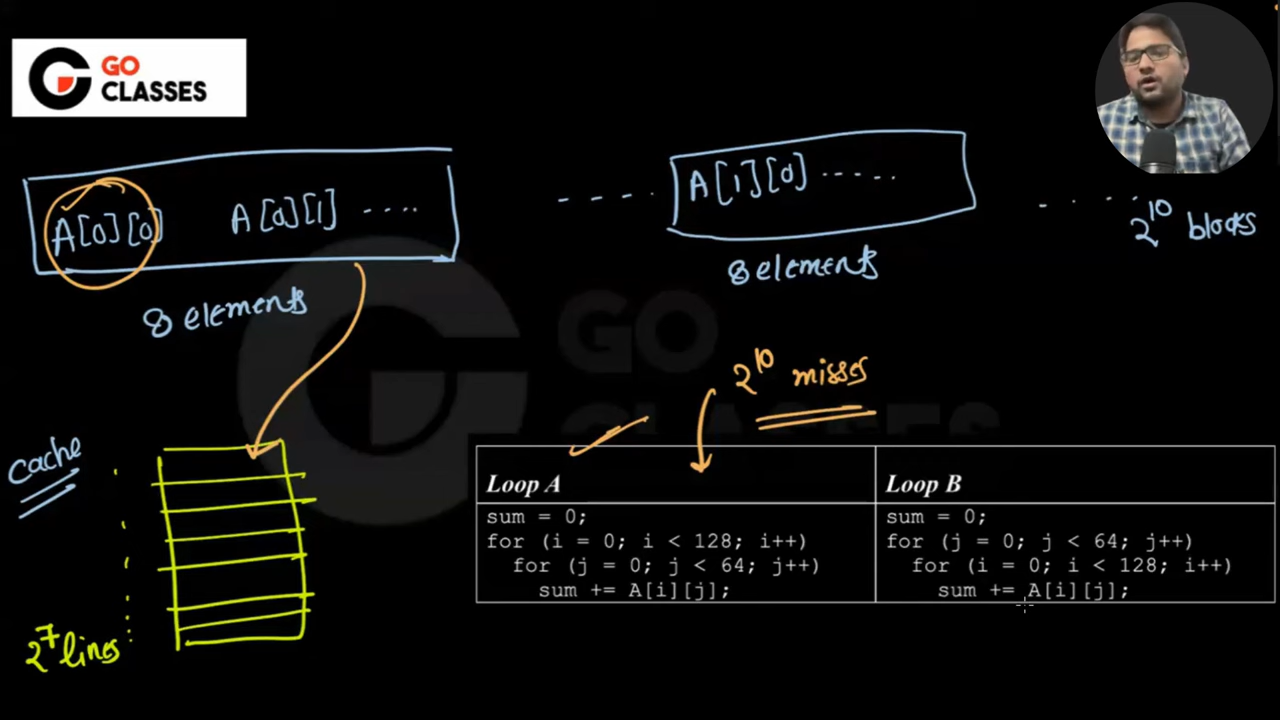 GO
CLASSES
A[0][0] A[0][1] ....
8 elements
----
A[1][0] .....
8 elements
.....
2^10 blocks
GO
CLASSES
2^10 misses
cache
2^7 lines
Loop A
sum = 0;
for (i = 0; i < 128; i++)
for (j = 0; j < 64; j++)
sum += A[i][j];
Loop B
sum = 0;
for (j = 0; j < 64; j++)
for (i = 0; i < 128; i++)
sum += A[i][j];